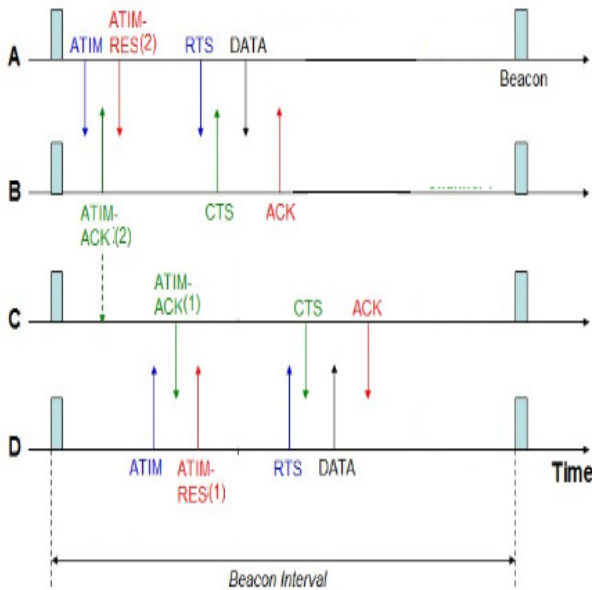 ATIM-
ATIM RES(2) RTS DATA
A
Beacon
B
ATIM-
ACK.(2)
CTS
ACK
ATIM-
ACK(1)
CTS
ACK
C
D
ATIM
ATIM-
RES(1)
RTS
DATA
Time
Beacon Interval